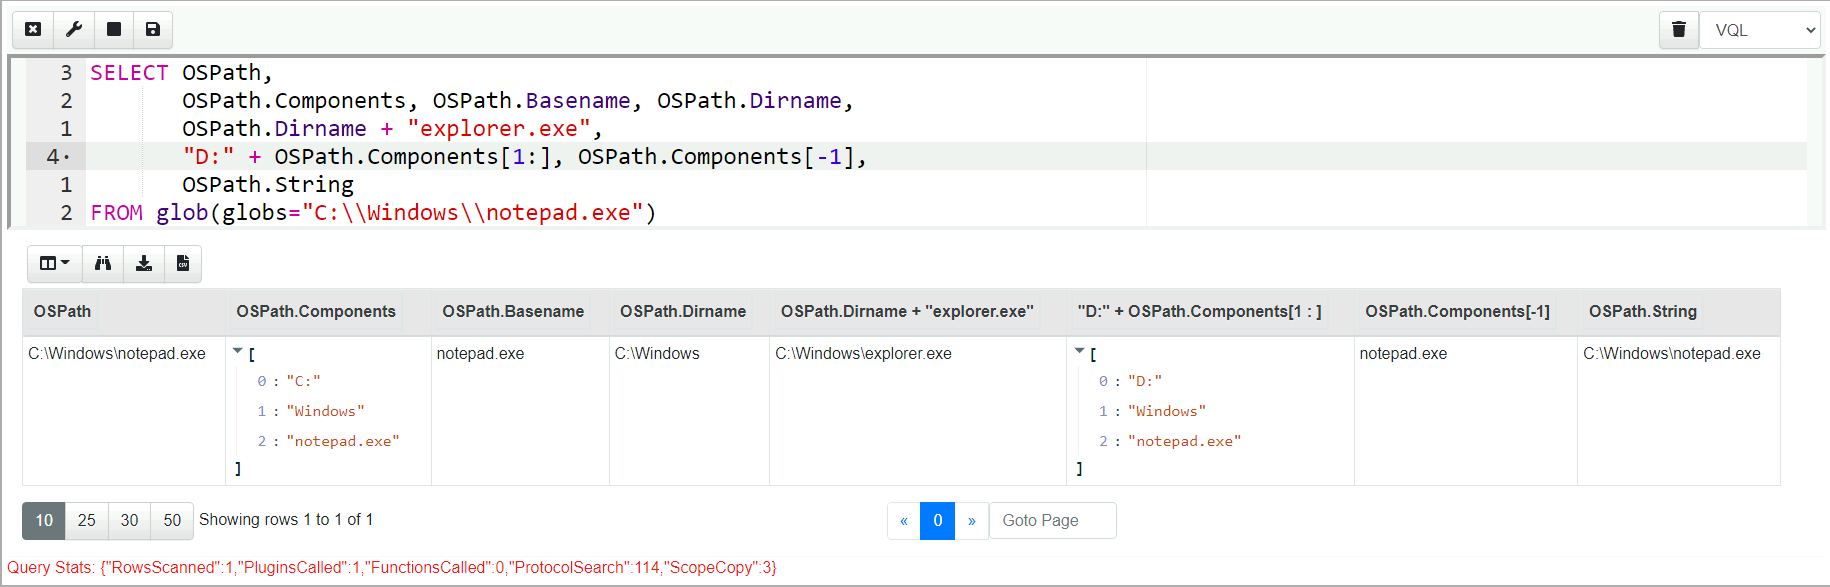 VQL
3 SELECT OSPath,
2 OSPath.Components, OSPath.Basename, OSPath.Dirname,
1 OSPath.Dirname + "explorer.exe",
4· "D:" + OSPath.Components[1:], OSPath.Components[-1],
1 OSPath.String
2 FROM glob(globs="C:\\Windows\\notepad.exe")
OSPath OSPath.Components OSPath.Basename OSPath.Dirname OSPath.Dirname + "explorer.exe" "D:" + OSPath.Components[1 : ] OSPath.Components[-1] OSPath.String
C:\Windows\notepad.exe [ notepad.exe C:\Windows C:\Windows\explorer.exe [ notepad.exe C:\Windows\notepad.exe
0 : "C:" 0 : "D:"
1 : "Windows" 1 : "Windows"
2 : "notepad.exe" 2 : "notepad.exe"
] ]
10 25 30 50 Showing rows 1 to 1 of 1 « 0 » Goto Page
Query Stats: {"RowsScanned":1,"PluginsCalled":1,"FunctionsCalled":0,"ProtocolSearch":114,"ScopeCopy":3}